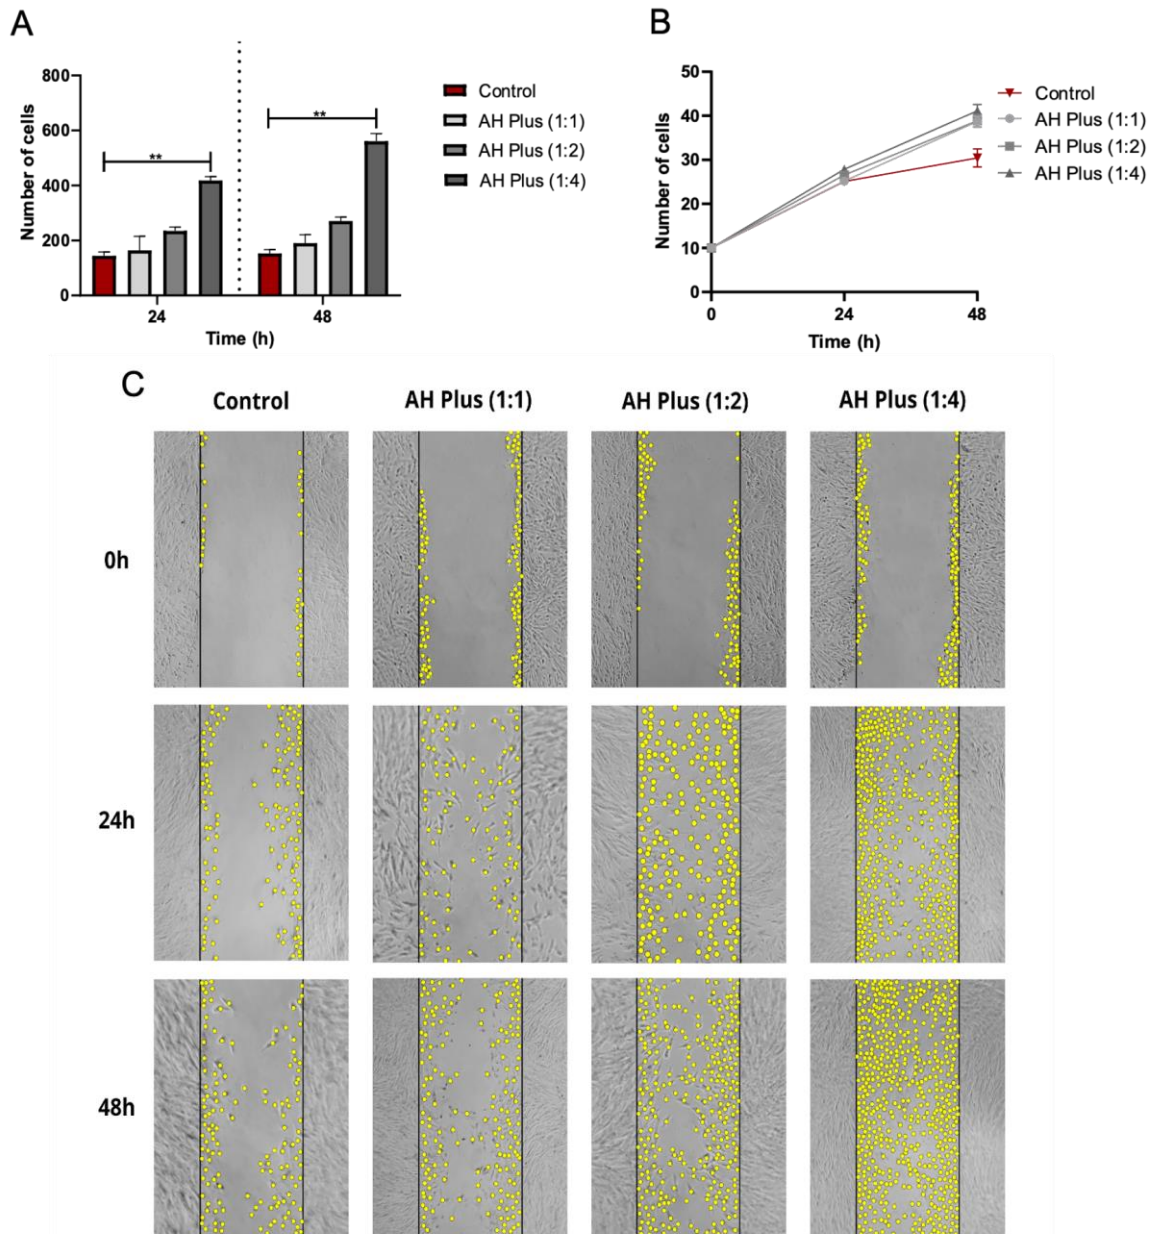 A
800
600
400
200
0
Number of cells
**
**
24
48
Time (h)
Control
AH Plus (1:1)
AH Plus (1:2)
AH Plus (1:4)
B
50
40
30
20
10
0
Number of cells
0
24
48
Time (h)
Control
AH Plus (1:1)
AH Plus (1:2)
AH Plus (1:4)
C
Control
AH Plus (1:1)
AH Plus (1:2)
AH Plus (1:4)
0h
24h
48h